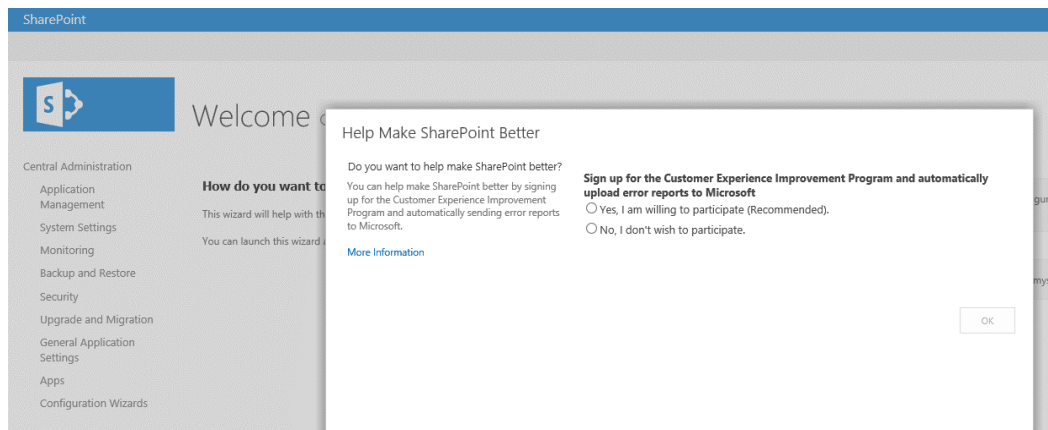 SharePoint
S
Welcome
Central Administration
Application
Management
System Settings
Monitoring
Backup and Restore
Security
Upgrade and Migration
General Application
Settings
Apps
Configuration Wizards
How do you want to
This wizard will help with
You can launch this wizard
Help Make SharePoint Better
Do you want to help make SharePoint better?
You can help make SharePoint better by signing
up for the Customer Experience Improvement
Program and automatically sending error reports
to Microsoft.
More Information
Sign up for the Customer Experience Improvement Program and automatically
upload error reports to Microsoft
Yes, I am willing to participate (Recommended).
No, I don't wish to participate.
OK